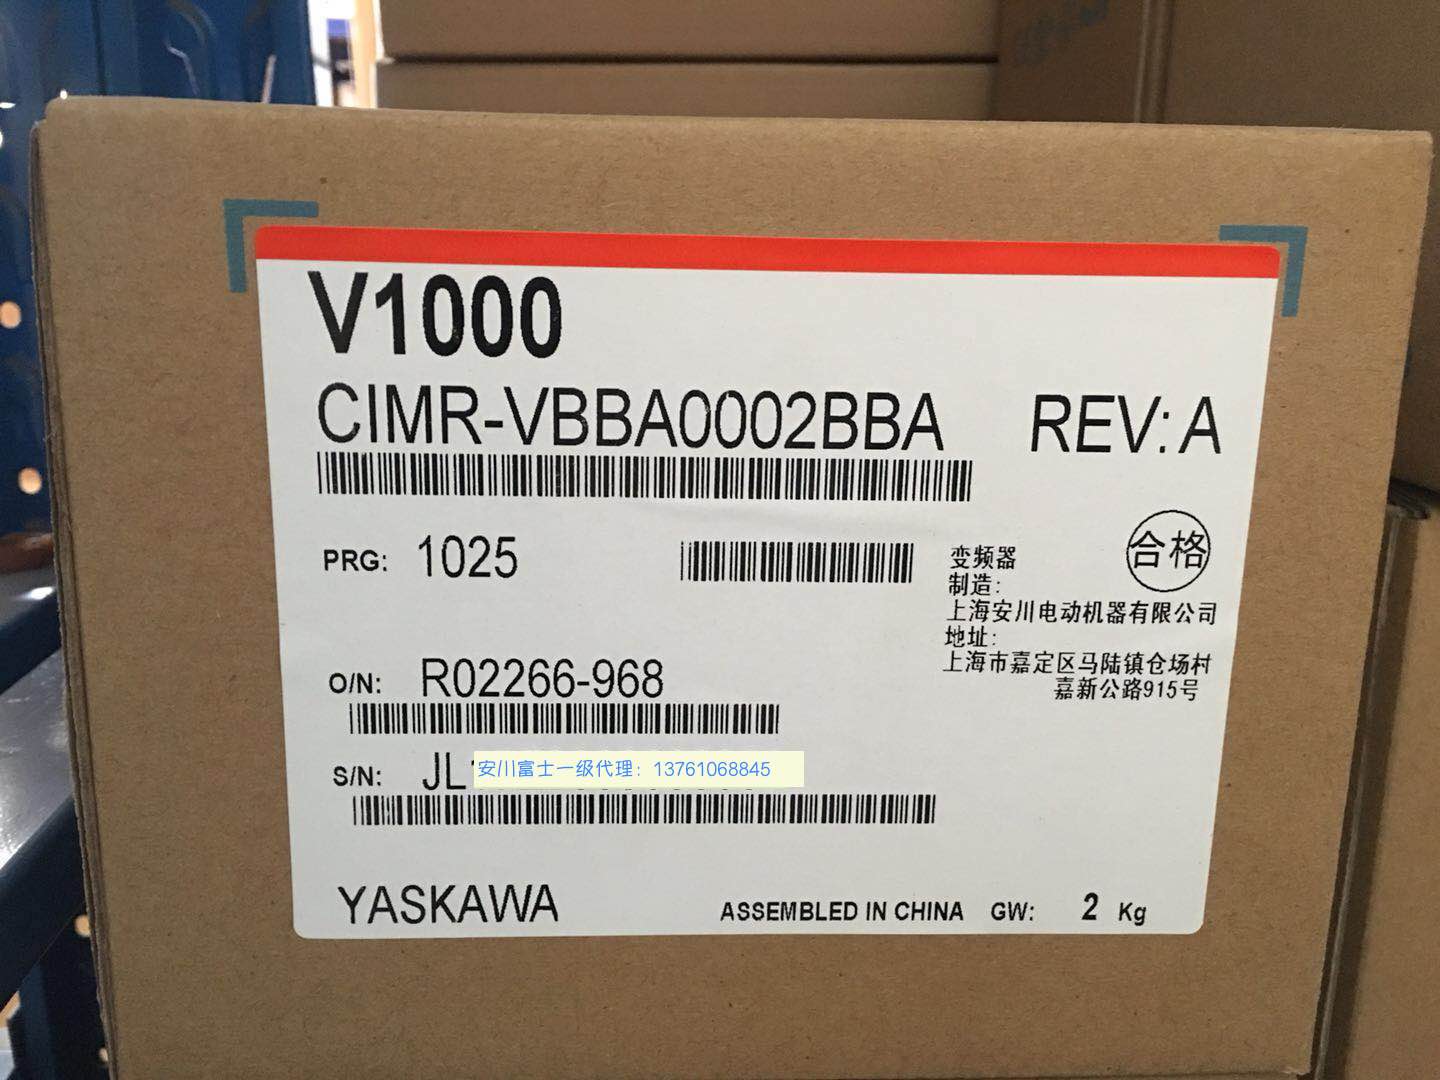 V1000
CIMR-VBBA0002BBA REV: A
PRG: 1025
合格
变频器
制造:
上海安川电动机器有限公司
地址:
上海市嘉定区马陆镇仓场村
嘉新公路915号
O/N: R02266-968
S/N: JL
安川富士一级代理：13761068845
YASKAWA
ASSEMBLED IN CHINA GW: 2 Kg